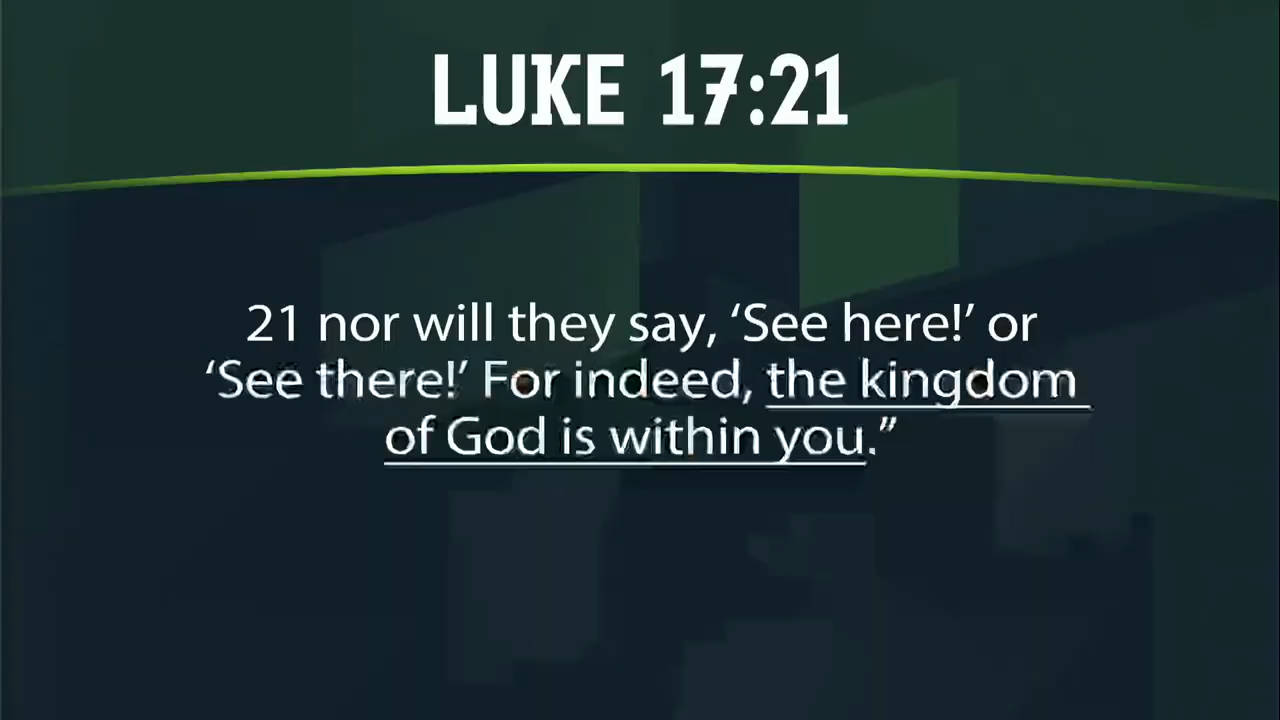 LUKE 17:21
21 nor will they say, ‘See here!’ or
‘See there!’ For indeed, the kingdom
of God is within you.”